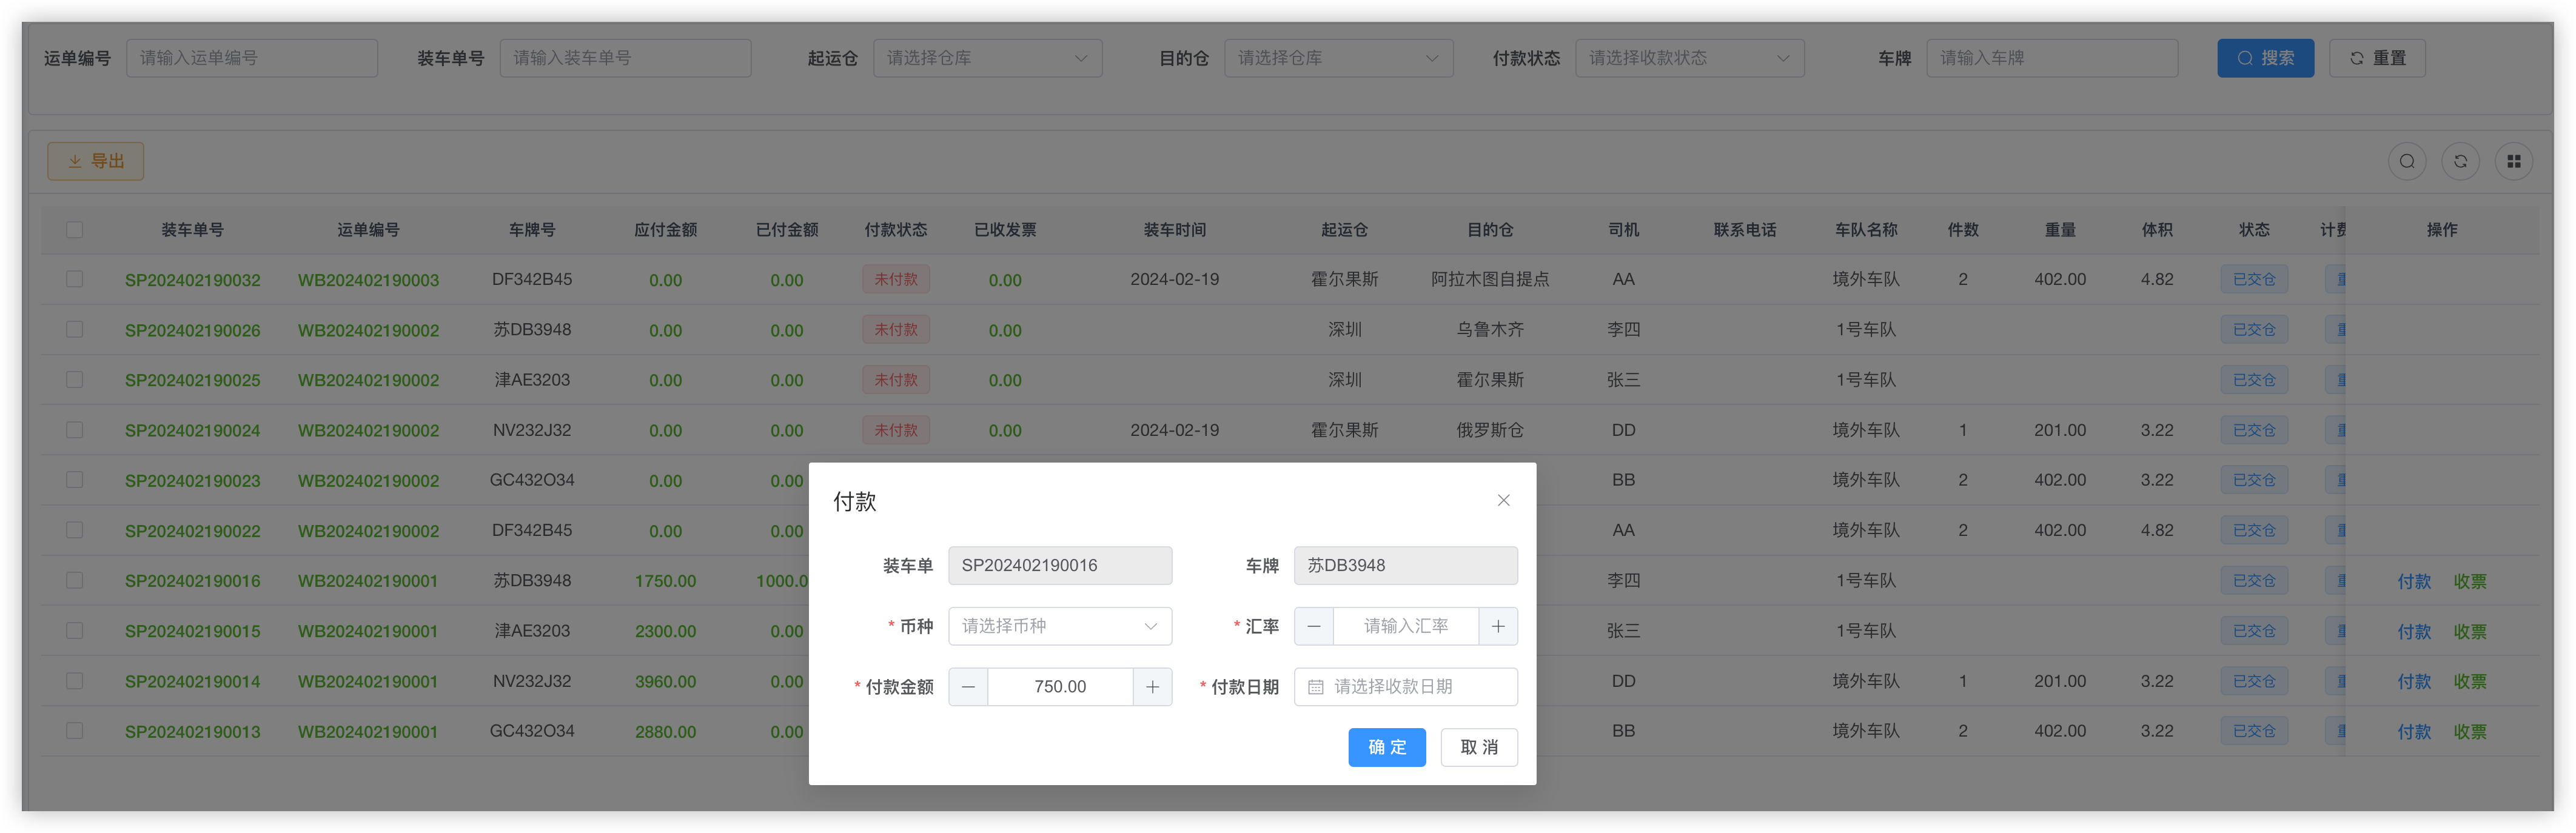 运单编号 请输入运单编号 装车单号 请输入装车单号 起运仓 请选择仓库 目的仓 请选择仓库 付款状态 请选择收款状态 车牌 请输入车牌 搜索 重置
导出
装车单号 运单编号 车牌号 应付金额 已付金额 付款状态 已收发票 装车时间 起运仓 目的仓 司机 联系电话 车队名称 件数 重量 体积 状态 计费 操作
SP202402190032 WB202402190003 DF342B45 0.00 0.00 未付款 0.00 2024-02-19 霍尔果斯 阿拉木图自提点 AA 境外车队 2 402.00 4.82 已交仓
SP202402190026 WB202402190002 苏DB3948 0.00 0.00 未付款 0.00 深圳 乌鲁木齐 李四 1号车队 已交仓
SP202402190025 WB202402190002 津AE3203 0.00 0.00 未付款 0.00 深圳 霍尔果斯 张三 1号车队 已交仓
SP202402190024 WB202402190002 NV232J32 0.00 0.00 未付款 0.00 2024-02-19 霍尔果斯 俄罗斯仓 DD 境外车队 1 201.00 3.22 已交仓
SP202402190023 WB202402190002 GC432O34 0.00 0.00 BB 境外车队 2 402.00 3.22 已交仓
SP202402190022 WB202402190002 DF342B45 0.00 0.00 AA 境外车队 2 402.00 4.82 已交仓
SP202402190016 WB202402190001 苏DB3948 1750.00 1000.0 李四 1号车队 已交仓 付款 收票
SP202402190015 WB202402190001 津AE3203 2300.00 0.00 张三 1号车队 已交仓 付款 收票
SP202402190014 WB202402190001 NV232J32 3960.00 0.00 DD 境外车队 1 201.00 3.22 已交仓 付款 收票
SP202402190013 WB202402190001 GC432O34 2880.00 0.00 BB 境外车队 2 402.00 3.22 已交仓 付款 收票
付款
装车单 SP202402190016 车牌 苏DB3948
* 币种 请选择币种 * 汇率 请输入汇率
* 付款金额 750.00 * 付款日期 请选择收款日期
确 定 取 消